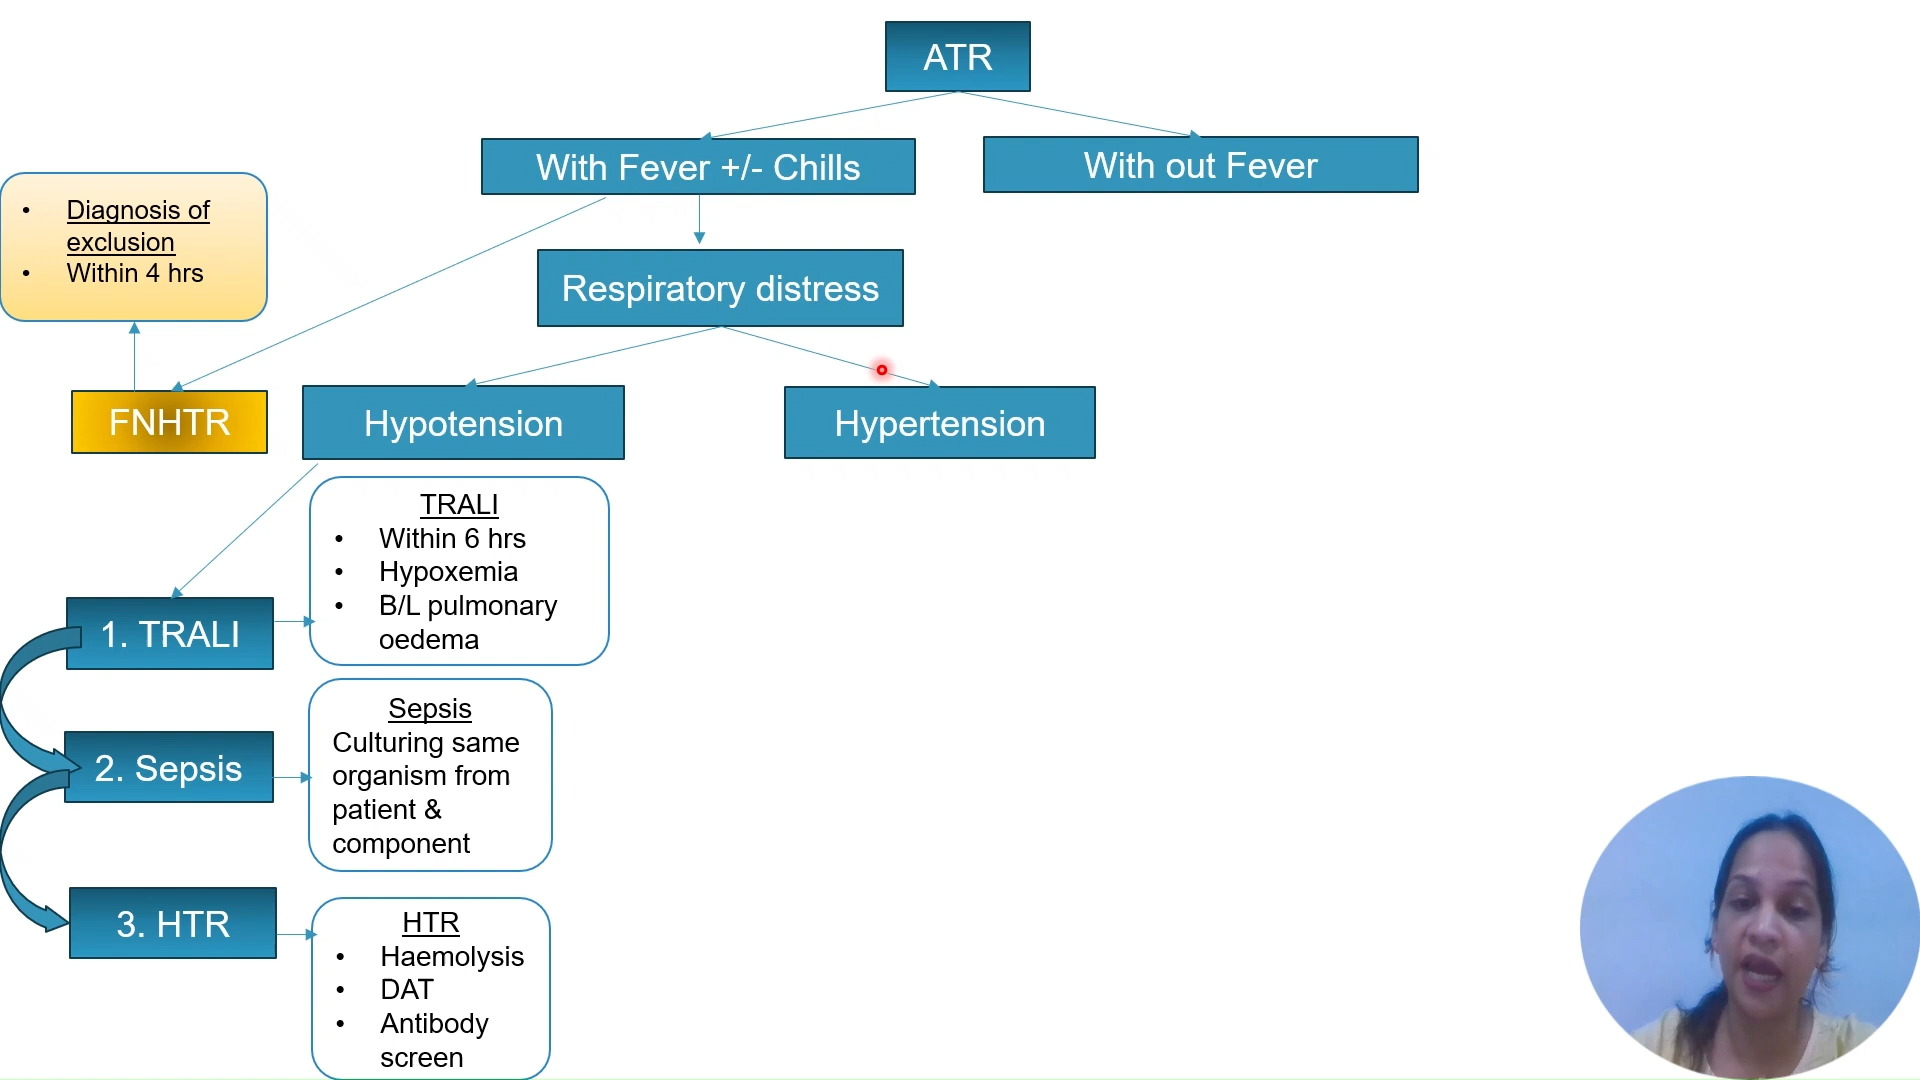 ATR
With Fever +/- Chills
With out Fever
• Diagnosis of
exclusion
• Within 4 hrs
Respiratory distress
FNHTR
Hypotension
Hypertension
TRALI
• Within 6 hrs
• Hypoxemia
• B/L pulmonary
oedema
1. TRALI
Sepsis
Culturing same
organism from
patient &
component
2. Sepsis
HTR
• Haemolysis
• DAT
• Antibody
screen
3. HTR